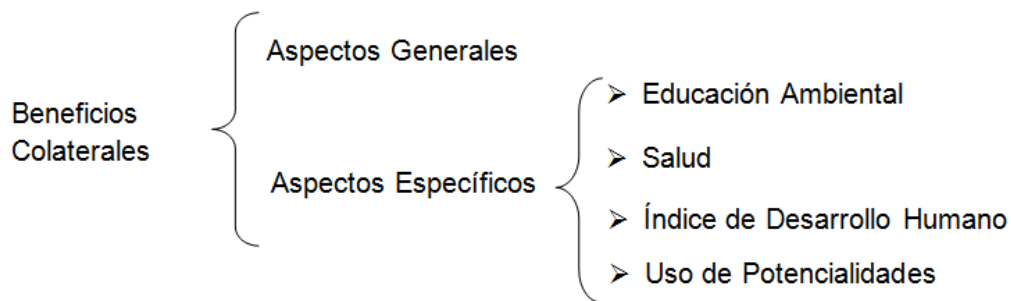 Beneficios
Colaterales
Aspectos Generales
Aspectos Específicos
➢ Educación Ambiental
➢ Salud
➢ Índice de Desarrollo Humano
➢ Uso de Potencialidades